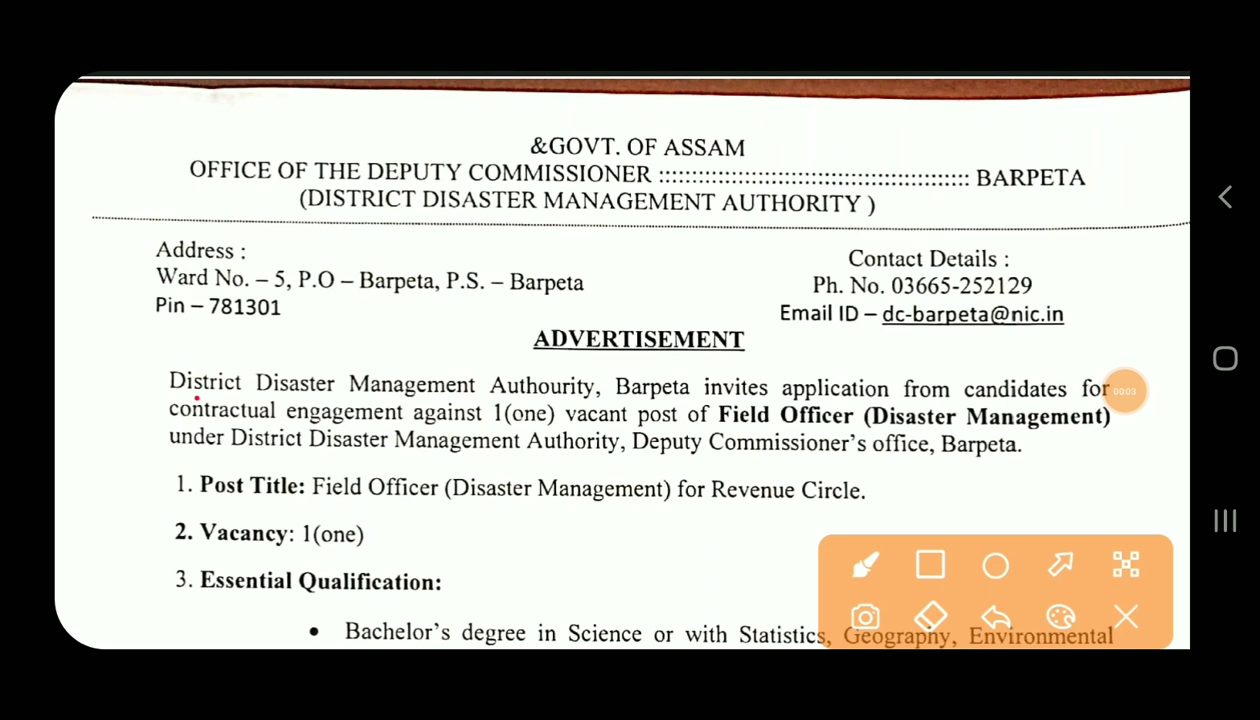 &GOVT. OF ASSAM
OFFICE OF THE DEPUTY COMMISSIONER ::::::::::::::::::::::::::::::::::::::::::::::: BARPETA
(DISTRICT DISASTER MANAGEMENT AUTHORITY )
Address :
Ward No. – 5, P.O – Barpeta, P.S. – Barpeta
Pin – 781301
Contact Details :
Ph. No. 03665-252129
Email ID – dc-barpeta@nic.in
ADVERTISEMENT
District Disaster Management Authourity, Barpeta invites application from candidates for
contractual engagement against 1(one) vacant post of Field Officer (Disaster Management)
under District Disaster Management Authority, Deputy Commissioner's office, Barpeta.
1. Post Title: Field Officer (Disaster Management) for Revenue Circle.
2. Vacancy: 1(one)
3. Essential Qualification:
• Bachelor's degree in Science or with Statistics, Geography, Environmental
00:03